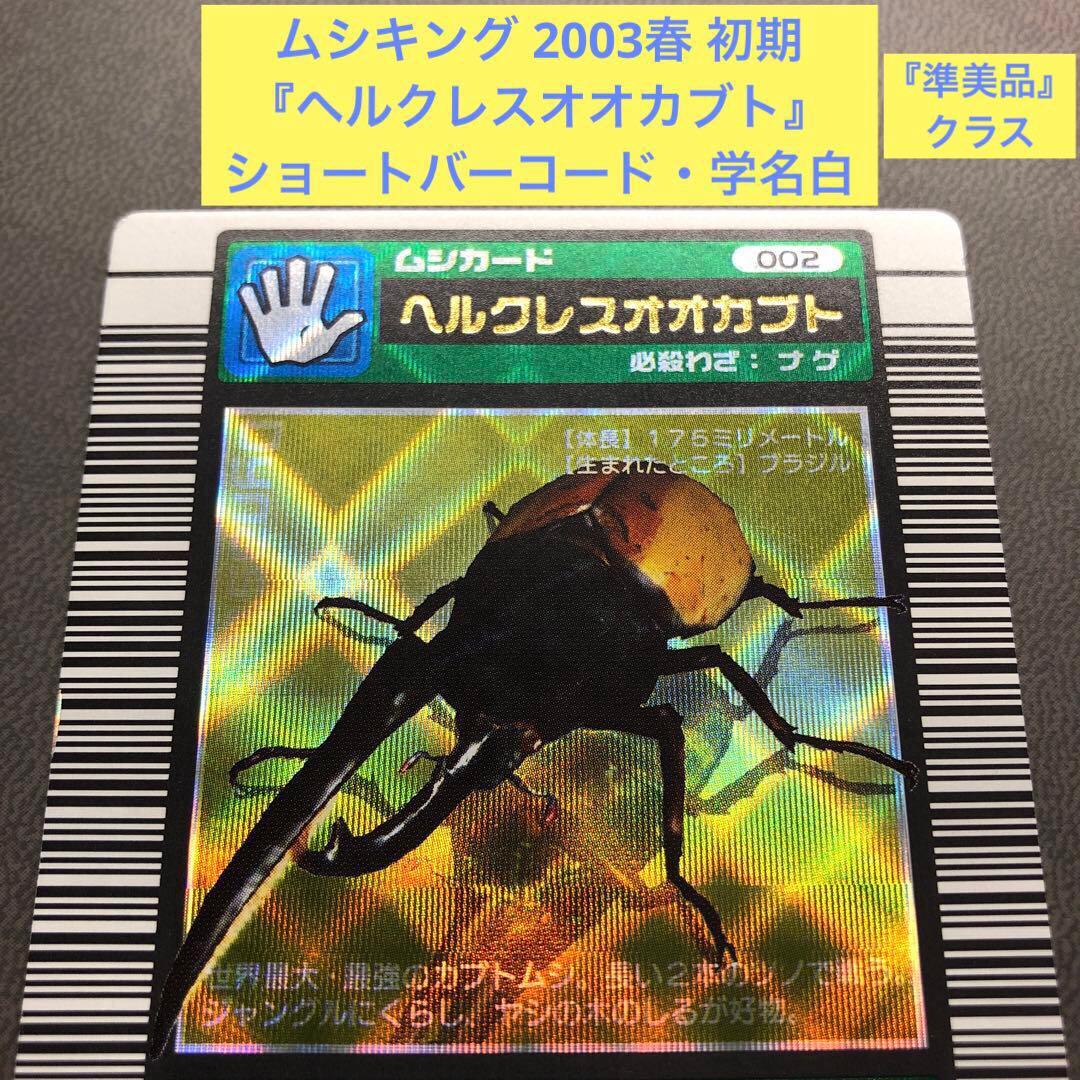 ムシキング 2003春 初期
『ヘルクレスオオカブト』
ショートバーコード・学名白
『準美品』
クラス
ムシカード
002
ヘルクレスオオカブト
必殺わざ：ナゲ
【体長】175ミリメートル
【生まれたところ】ブラジル
世界最大・最強のカブトムシ。長い2本のツノで戦う。
ジャングルにくらし、ヤシの木のしるが好物。